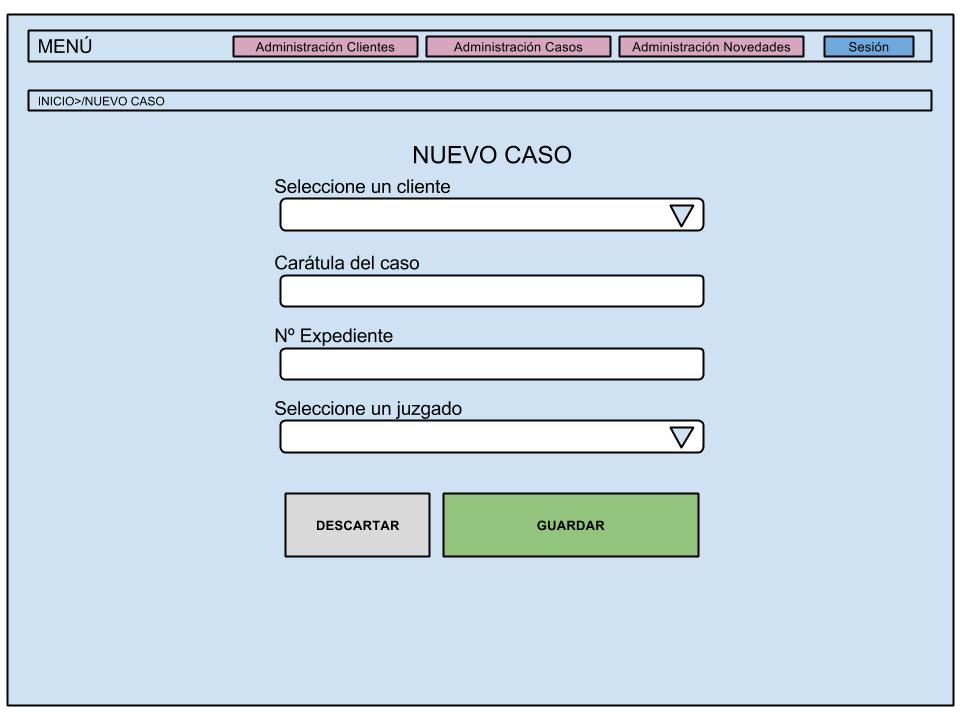 MENÚ Administración Clientes Administración Casos Administración Novedades Sesión
INICIO>/NUEVO CASO
NUEVO CASO
Seleccione un cliente
Carátula del caso
Nº Expediente
Seleccione un juzgado
DESCARTAR GUARDAR